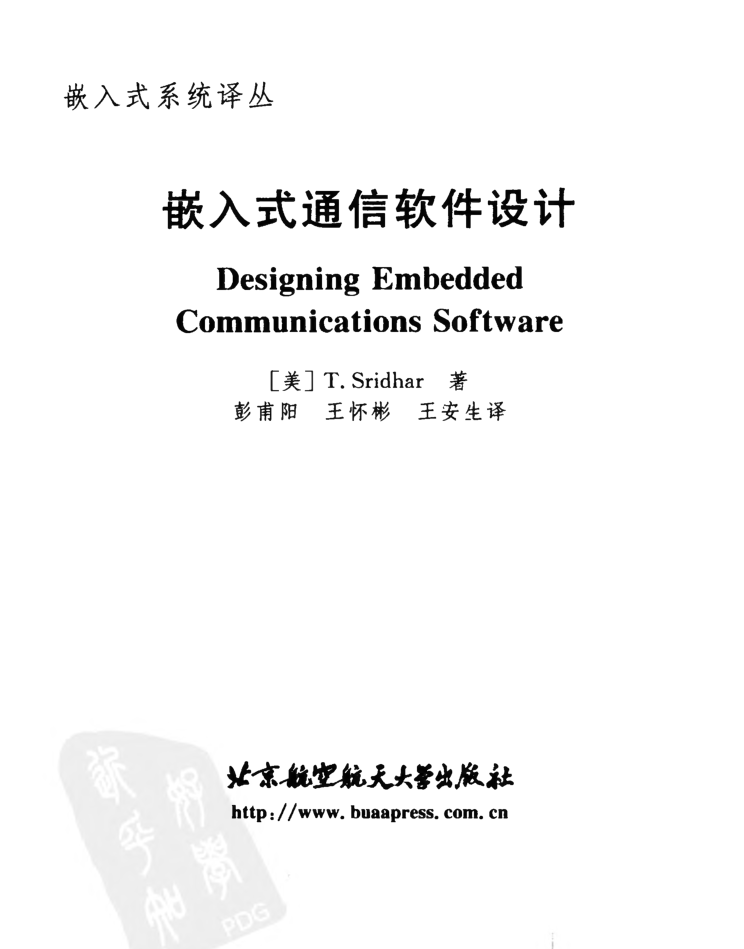 嵌入式系统译丛
嵌入式通信软件设计
Designing Embedded
Communications Software
[美] T. Sridhar 著
彭甫阳 王怀彬 王安生译
北京航空航天大学出版社
http://www.buaapress.com.cn
PDG